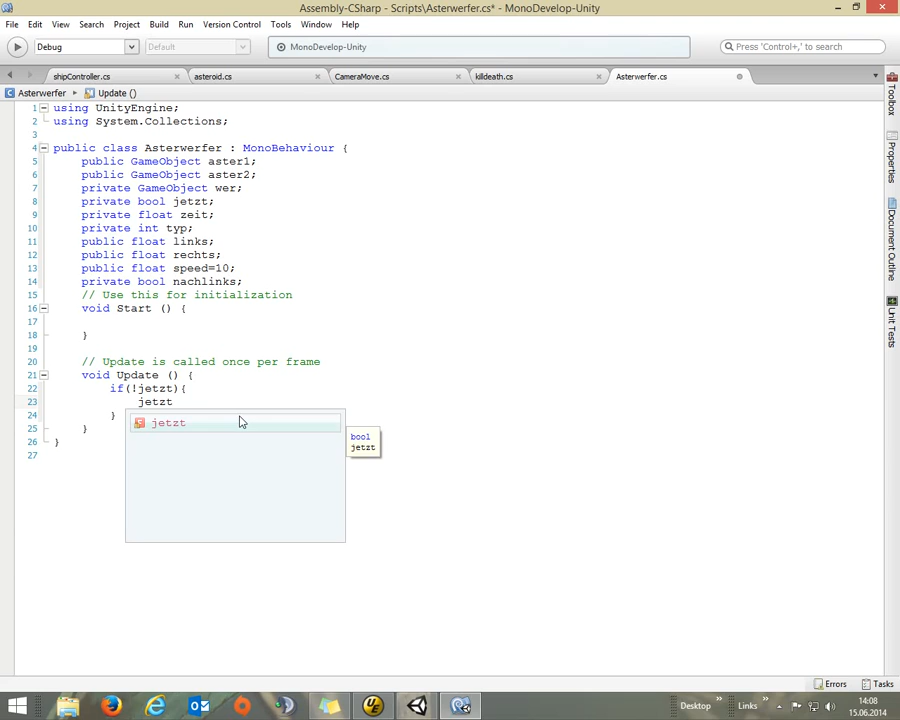 Assembly-CSharp - Scripts\Asterwerfer.cs* - MonoDevelop-Unity
File Edit View Search Project Build Run Version Control Tools Window Help
Debug Default MonoDevelop-Unity Press 'Control+,' to search
shipController.cs asteroid.cs CameraMove.cs killdeath.cs Asterwerfer.cs
Asterwerfer Update ()
1 using UnityEngine;
2 using System.Collections;
3
4 public class Asterwerfer : MonoBehaviour {
5 public GameObject aster1;
6 public GameObject aster2;
7 private GameObject wer;
8 private bool jetzt;
9 private float zeit;
10 private int typ;
11 public float links;
12 public float rechts;
13 public float speed=10;
14 private bool nachlinks;
15 // Use this for initialization
16 void Start () {
17
18 }
19
20 // Update is called once per frame
21 void Update () {
22 if(!jetzt){
23 jetzt
24 }
25 }
26 }
27
jetzt
bool
jetzt
Toolbox
Properties
Document Outline
Unit Tests
Errors Tasks
Desktop Links 14:08
15.06.2014